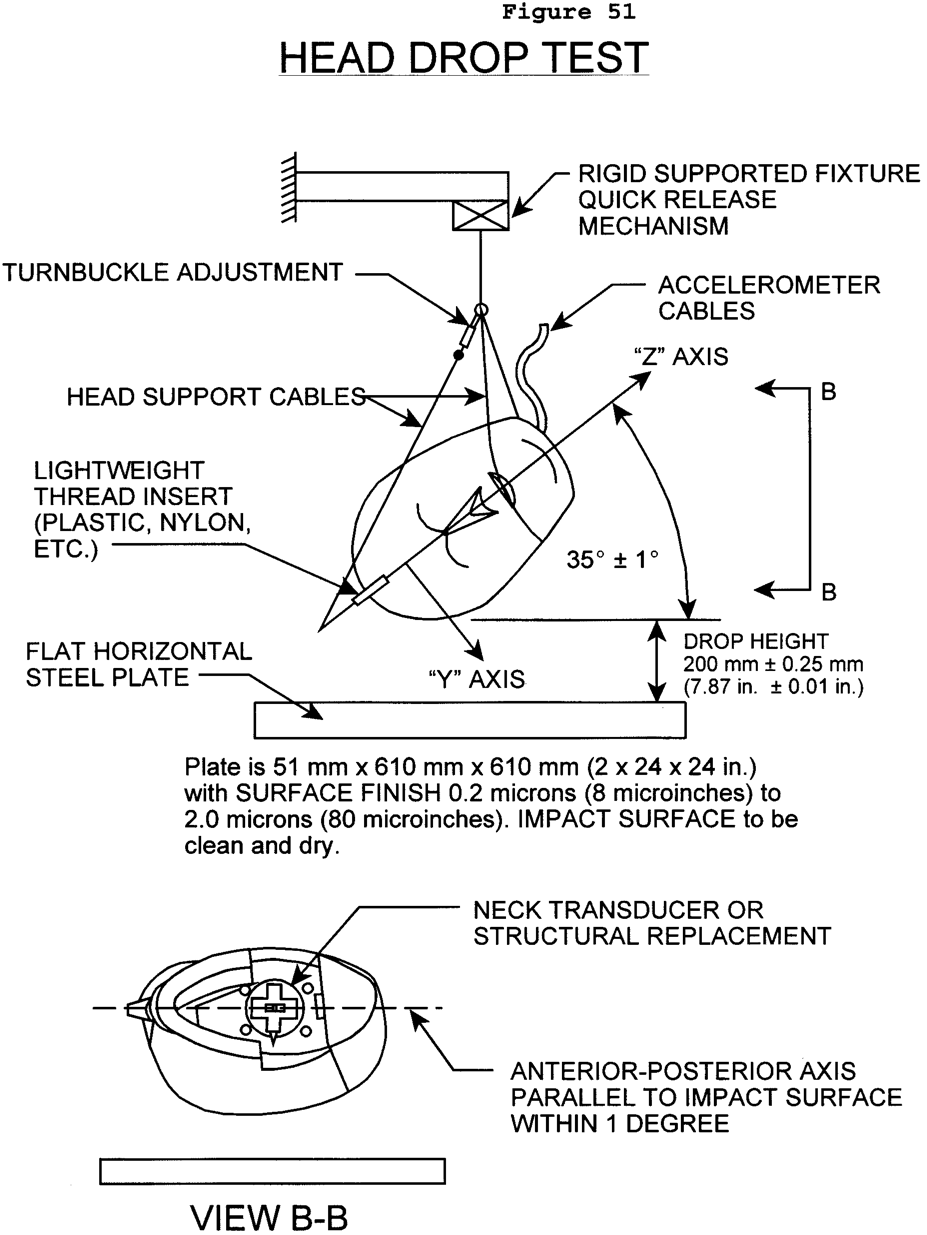 Figure 51
HEAD DROP TEST
RIGID SUPPORTED FIXTURE
QUICK RELEASE
MECHANISM
TURNBUCKLE ADJUSTMENT
ACCELEROMETER
CABLES
“Z” AXIS
HEAD SUPPORT CABLES
B
LIGHTWEIGHT
THREAD INSERT
(PLASTIC, NYLON,
ETC.)
35° ± 1°
B
DROP HEIGHT
200 mm ± 0.25 mm
(7.87 in. ± 0.01 in.)
FLAT HORIZONTAL
STEEL PLATE
“Y” AXIS
Plate is 51 mm x 610 mm x 610 mm (2 x 24 x 24 in.)
with SURFACE FINISH 0.2 microns (8 microinches) to
2.0 microns (80 microinches). IMPACT SURFACE to be
clean and dry.
NECK TRANSDUCER OR
STRUCTURAL REPLACEMENT
ANTERIOR-POSTERIOR AXIS
PARALLEL TO IMPACT SURFACE
WITHIN 1 DEGREE
VIEW B-B